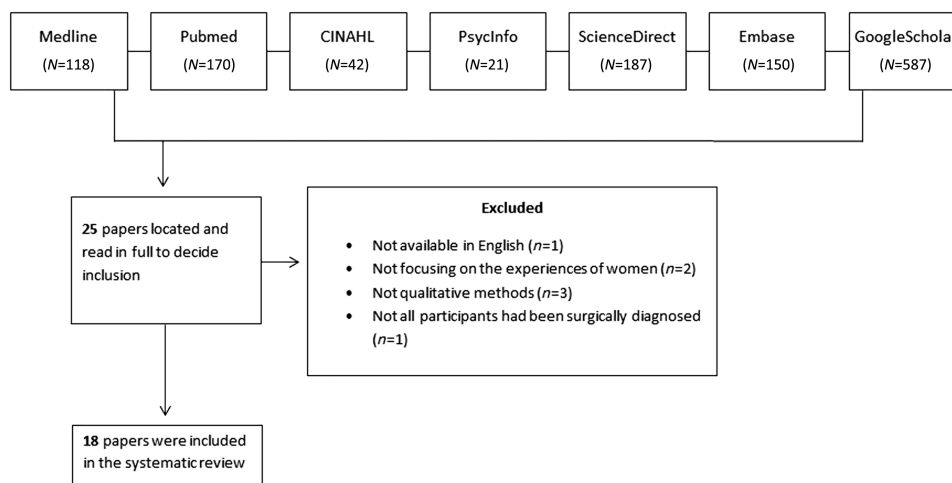 Medline
(N=118)
Pubmed
(N=170)
CINAHL
(N=42)
PsycInfo
(N=21)
ScienceDirect
(N=187)
Embase
(N=150)
GoogleSchola
(N=587)
25 papers located and
read in full to decide
inclusion
Excluded
• Not available in English (n=1)
• Not focusing on the experiences of women (n=2)
• Not qualitative methods (n=3)
• Not all participants had been surgically diagnosed
(n=1)
18 papers were included
in the systematic review